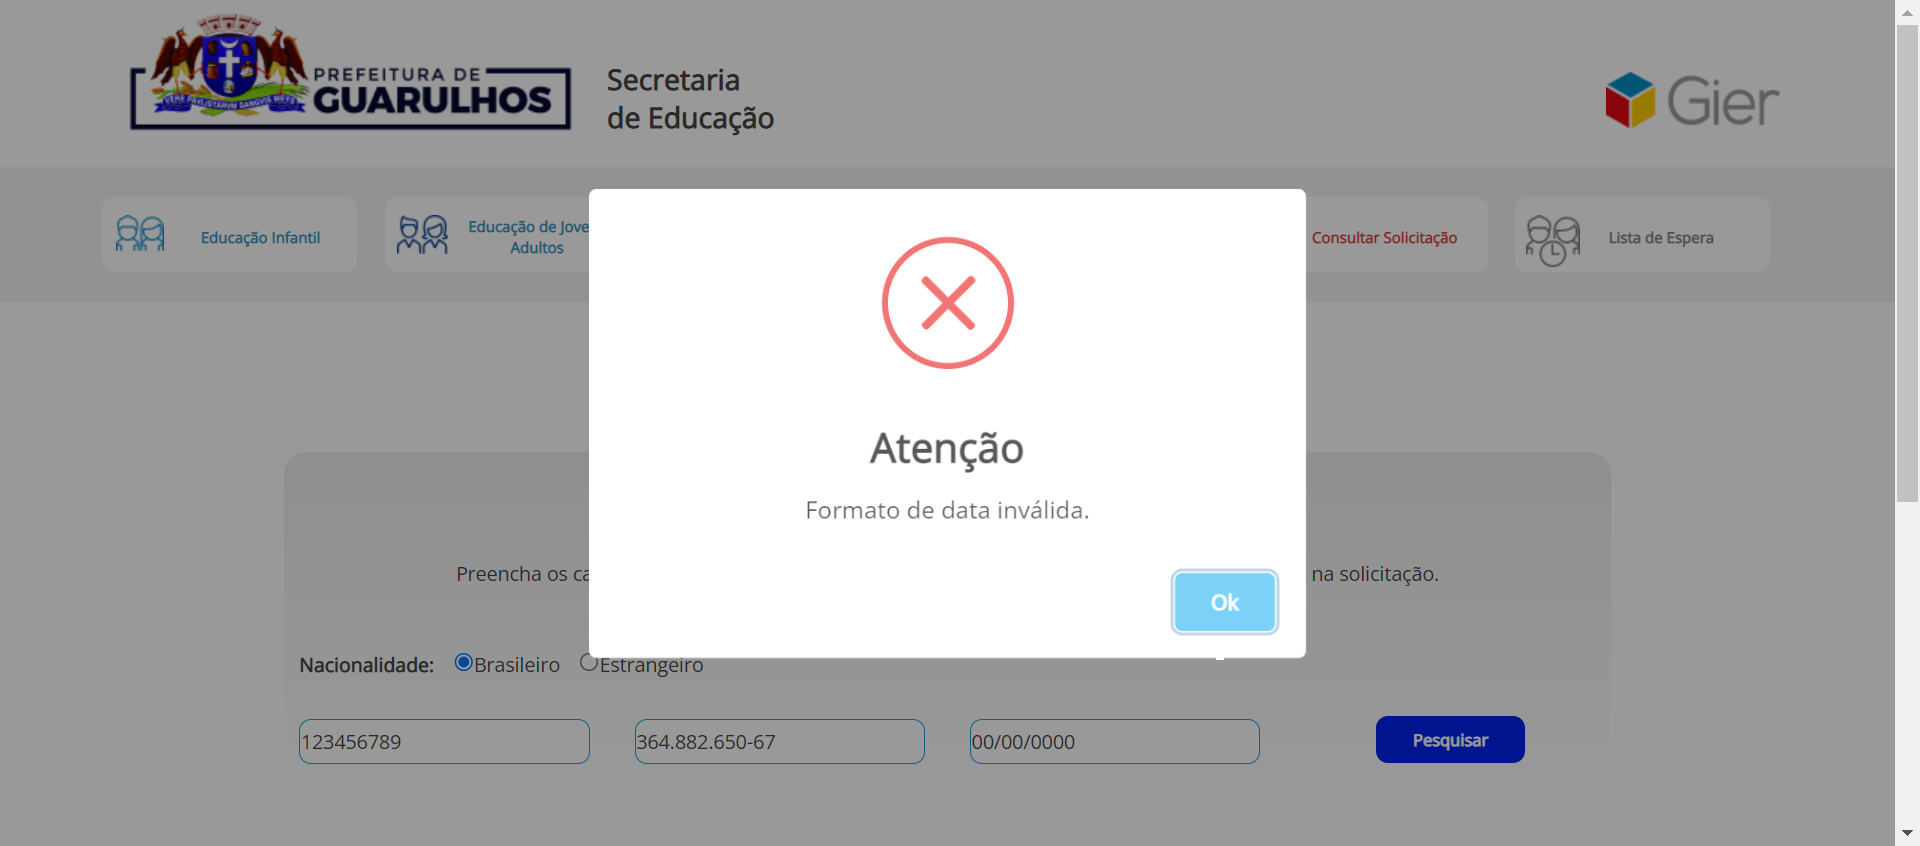 PREFEITURA DE
GUARULHOS
Secretaria
de Educação
Gier
Educação Infantil
Educação de Jove
Adultos
Consultar Solicitação
Lista de Espera
Atenção
Formato de data inválida.
Ok
Preencha os ca
na solicitação.
Nacionalidade: Brasileiro Estrangeiro
123456789 364.882.650-67 00/00/0000 Pesquisar